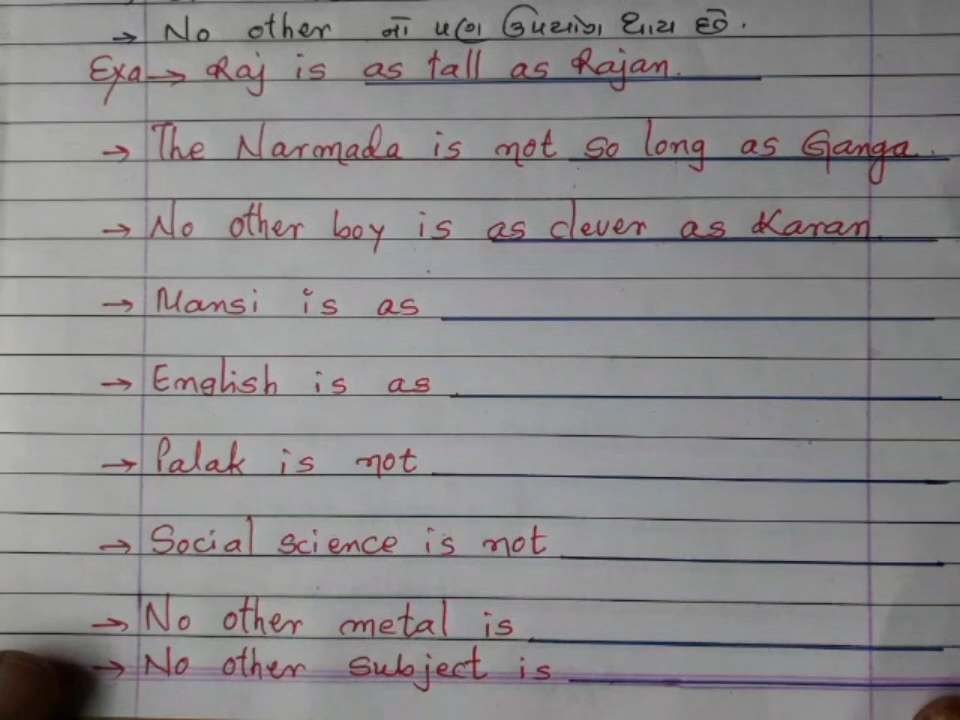 → No other નો પણ ઉપયોગ થાય છે.
Exa → Raj is as tall as Rajan.
→ The Narmada is not so long as Ganga.
→ No other boy is as clever as Karan.
→ Mansi is as
→ English is as
→ Palak is not
→ Social science is not
→ No other metal is
→ No other subject is